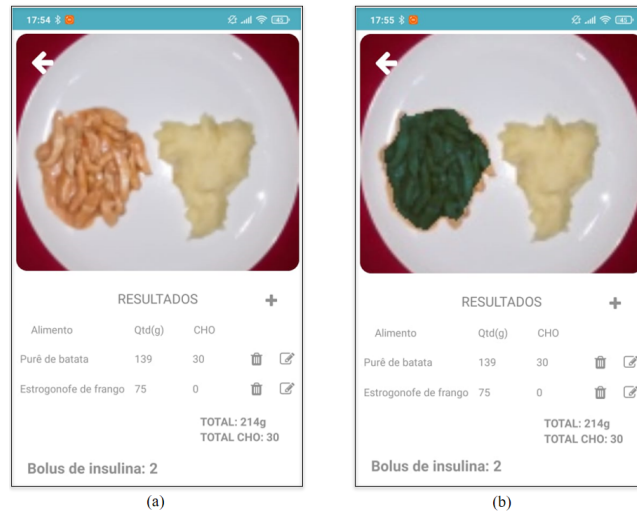 17:54
45
RESULTADOS
+
Alimento Qtd(g) CHO
Purê de batata 139 30
Estrogonofe de frango 75 0
TOTAL: 214g
TOTAL CHO: 30
Bolus de insulina: 2
(a)
17:55
45
RESULTADOS
+
Alimento Qtd(g) CHO
Purê de batata 139 30
Estrogonofe de frango 75 0
TOTAL: 214g
TOTAL CHO: 30
Bolus de insulina: 2
(b)